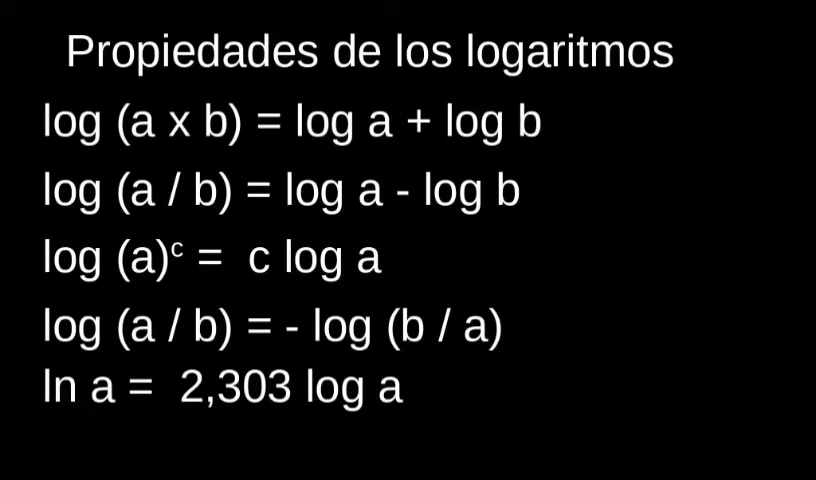 Propiedades de los logaritmos
log (a x b) = log a + log b
log (a / b) = log a - log b
log (a)ᶜ = c log a
log (a / b) = - log (b / a)
ln a = 2,303 log a